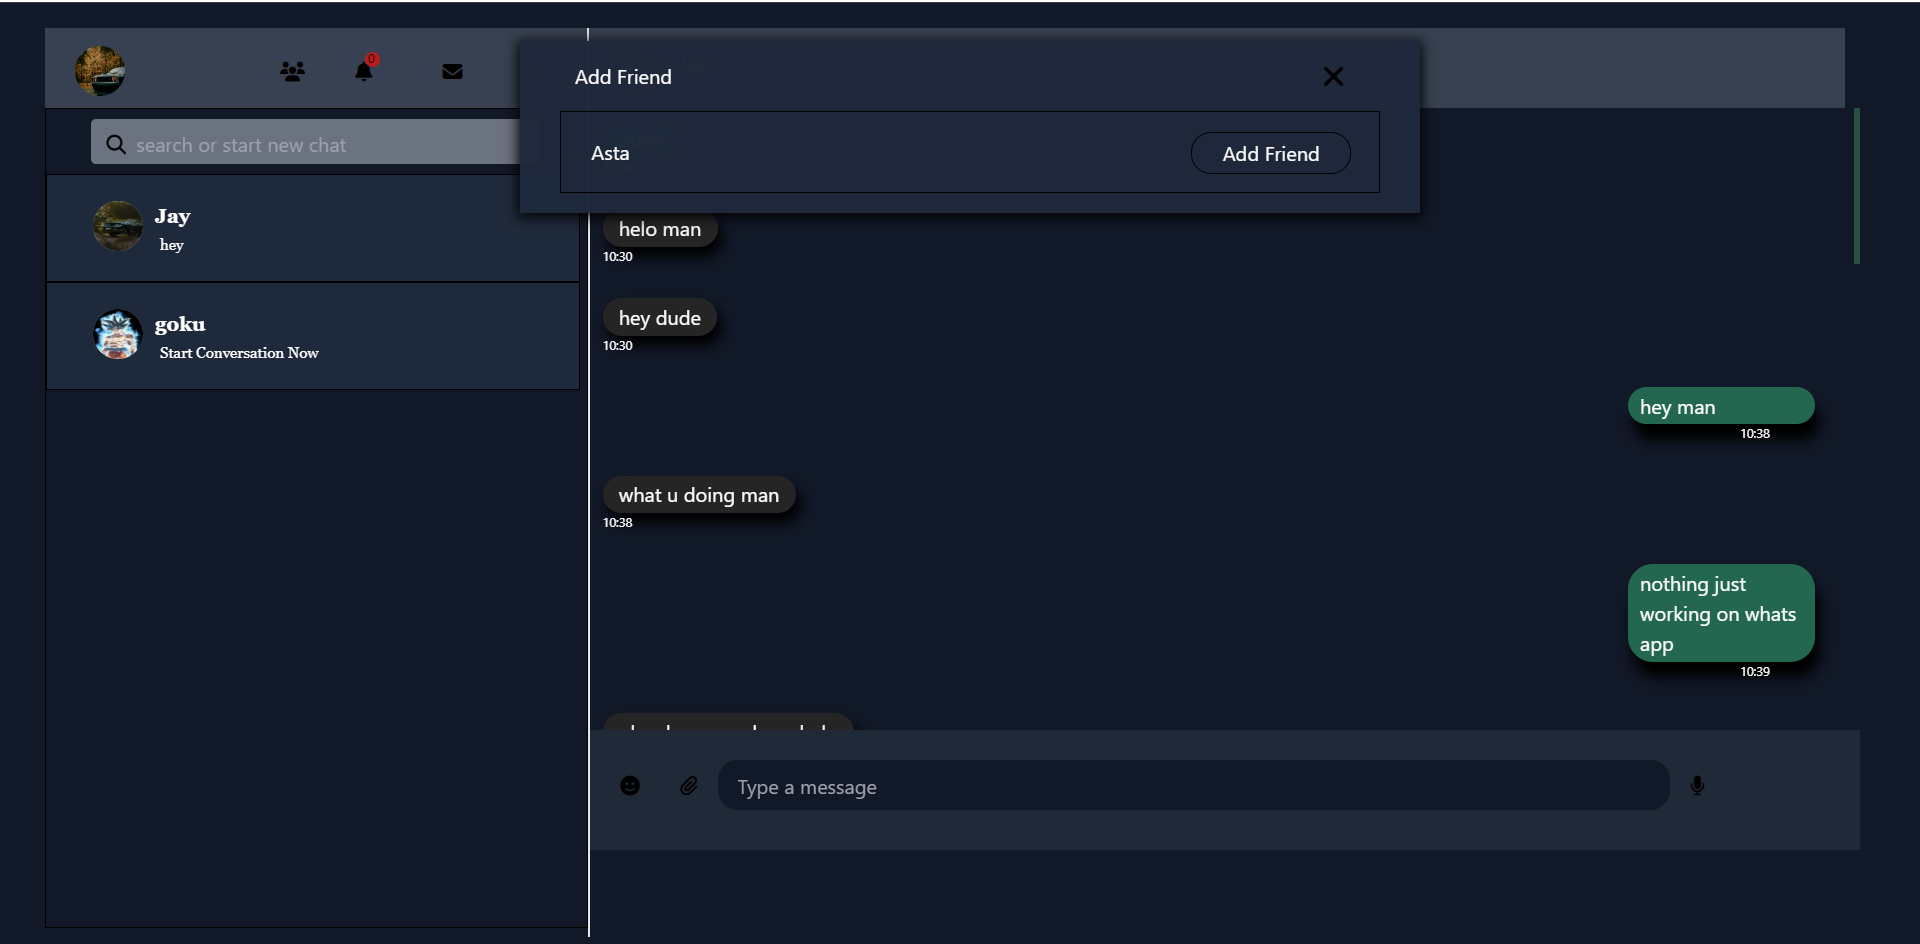 0
search or start new chat
Jay
hey
goku
Start Conversation Now
Add Friend
Asta
Add Friend
helo man
10:30
hey dude
10:30
hey man
10:38
what u doing man
10:38
nothing just
working on whats
app
10:39
Type a message